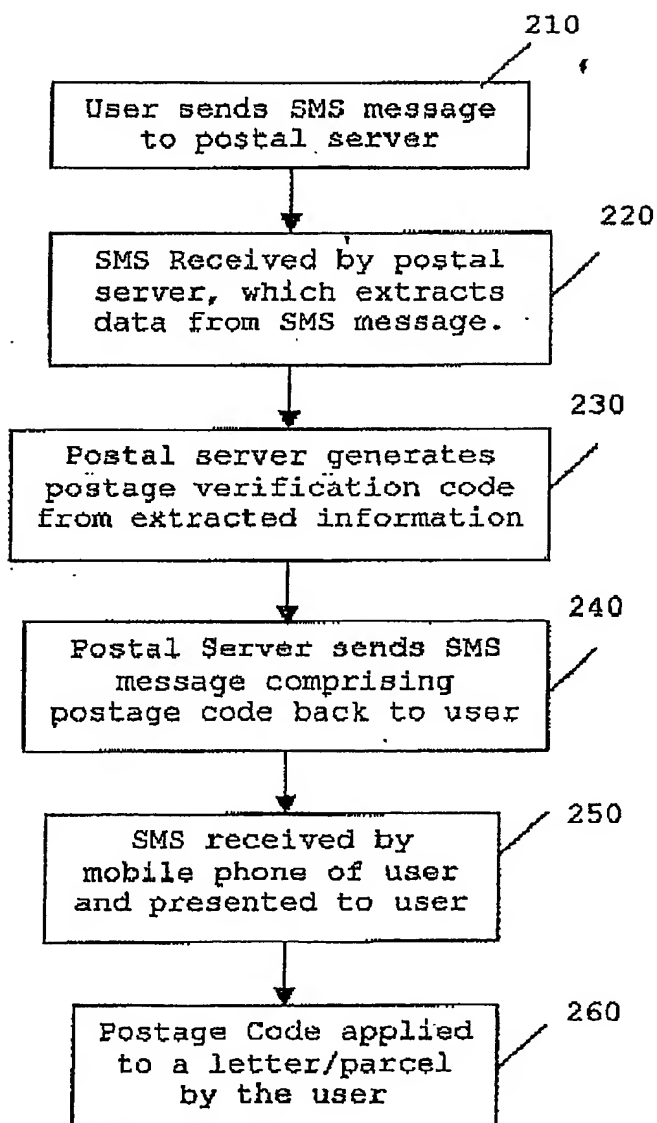 210
User sends SMS message
to postal server
220
SMS Received by postal
server, which extracts
data from SMS message.
230
Postal server generates
postage verification code
from extracted information
240
Postal Server sends SMS
message comprising
postage code back to user
250
SMS received by
mobile phone of user
and presented to user
260
Postage Code applied
to a letter/parcel
by the user